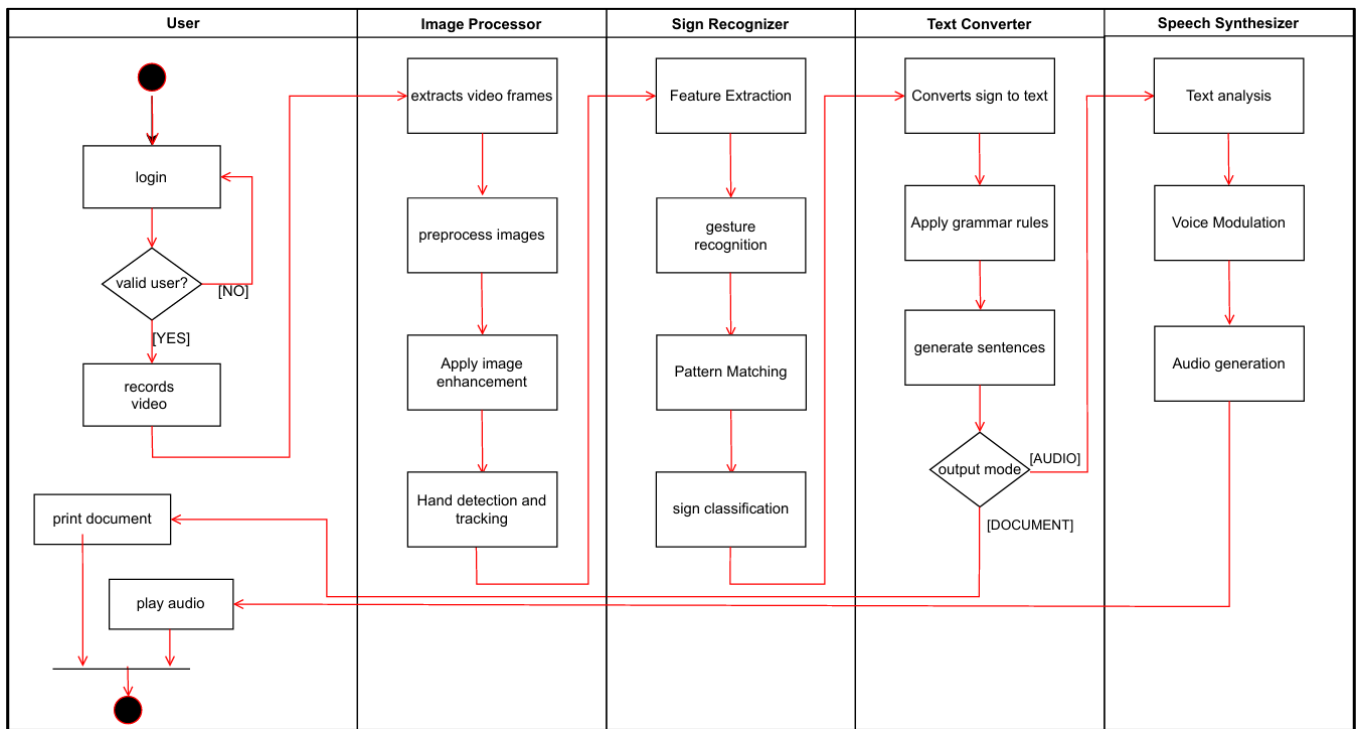 User
Image Processor
Sign Recognizer
Text Converter
Speech Synthesizer
login
valid user?
[NO]
[YES]
records
video
print document
play audio
extracts video frames
preprocess images
Apply image
enhancement
Hand detection and
tracking
Feature Extraction
gesture
recognition
Pattern Matching
sign classification
Converts sign to text
Apply grammar rules
generate sentences
output mode
[AUDIO]
[DOCUMENT]
Text analysis
Voice Modulation
Audio generation